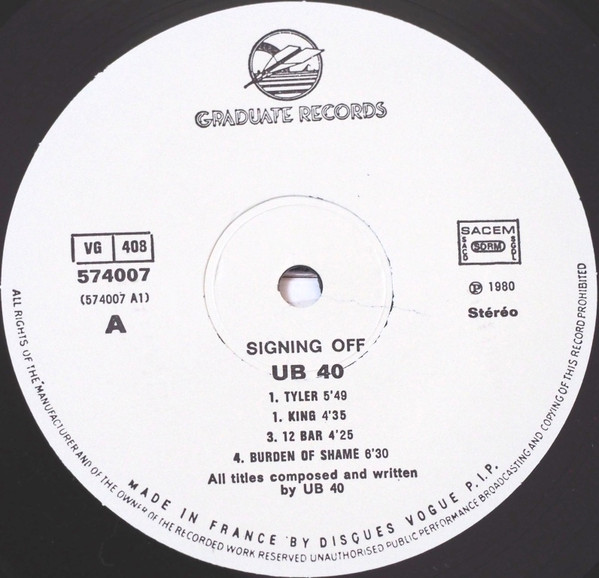 GRADUATE RECORDS
VG 408
574007
(574007 A1)
A
SACEM
SACD SDRM SGDL
Ⓟ 1980
Stéréo
SIGNING OFF
UB 40
1. TYLER 5'49
1. KING 4'35
3. 12 BAR 4'25
4. BURDEN OF SHAME 6'30
All titles composed and written
by UB 40
MADE IN FRANCE BY DISQUES VOGUE P.I.P.
ALL RIGHTS OF THE MANUFACTURER AND OF THE OWNER OF THE RECORDED WORK RESERVED UNAUTHORISED PUBLIC PERFORMANCE BROADCASTING AND COPYING OF THIS RECORD PROHIBITED